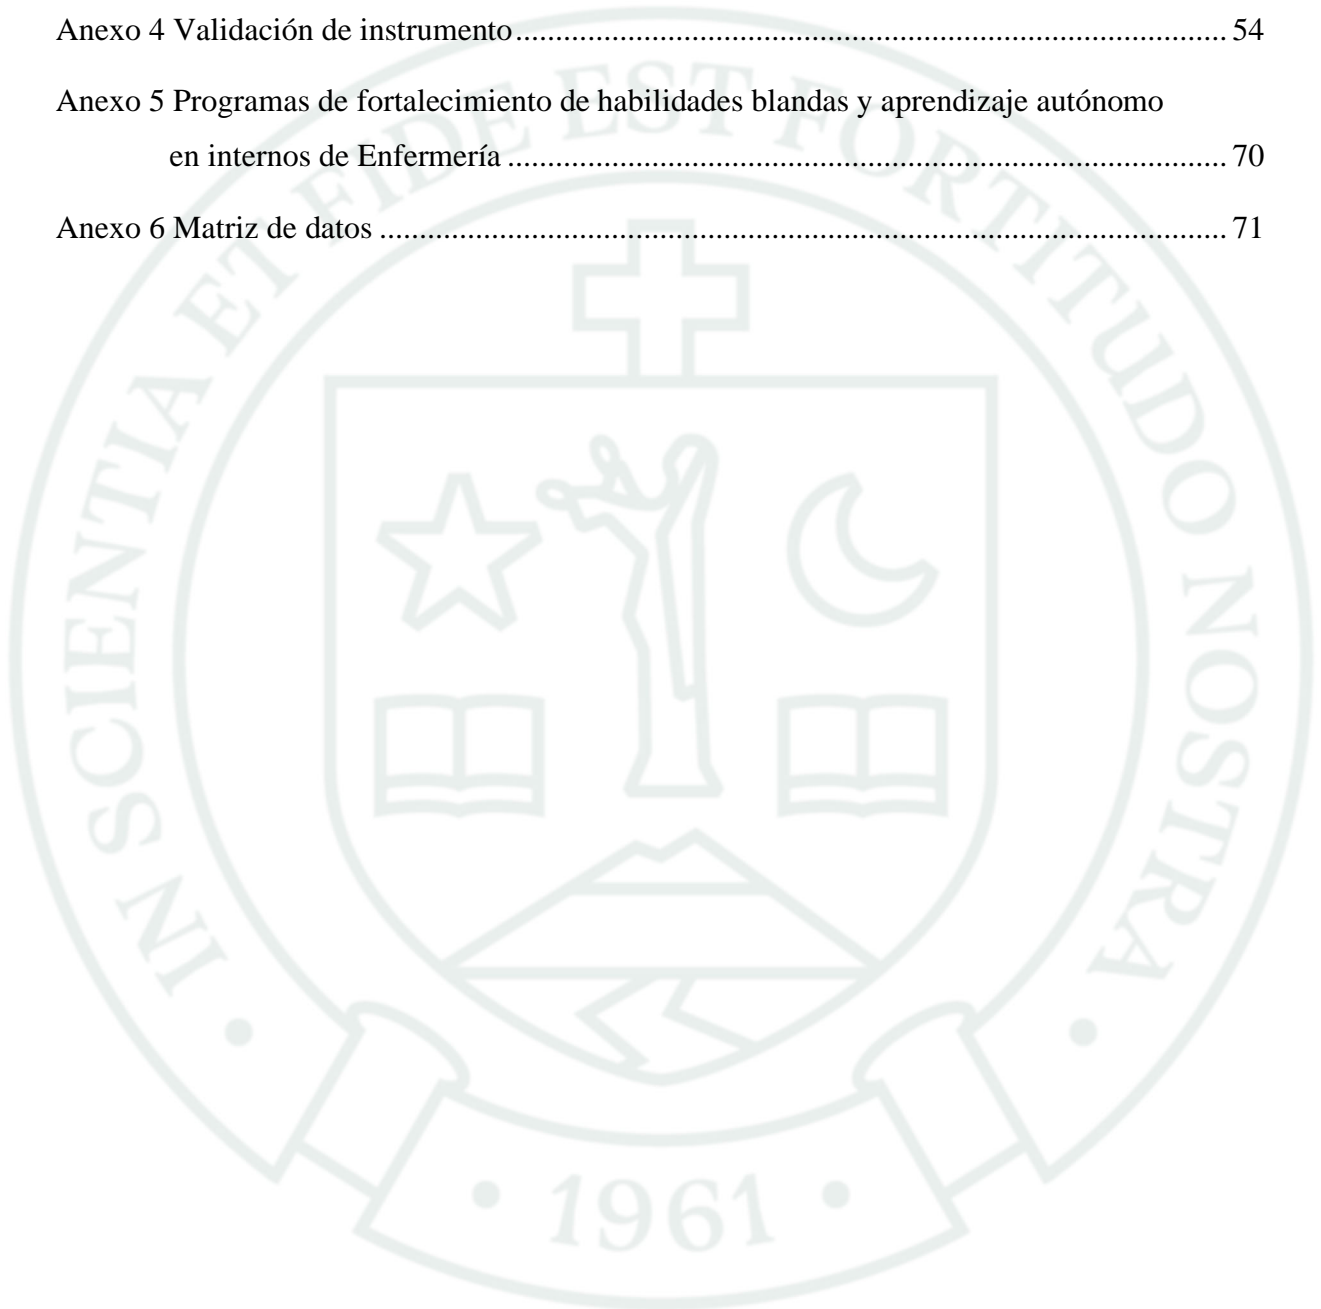 Anexo 4 Validación de instrumento ........................................................................................... 54
Anexo 5 Programas de fortalecimiento de habilidades blandas y aprendizaje autónomo
en internos de Enfermería ............................................................................................ 70
Anexo 6 Matriz de datos ............................................................................................................. 71
• IN SCIENTIA ET FIDE EST FORTITUDO NOSTRA •
• 1961 •